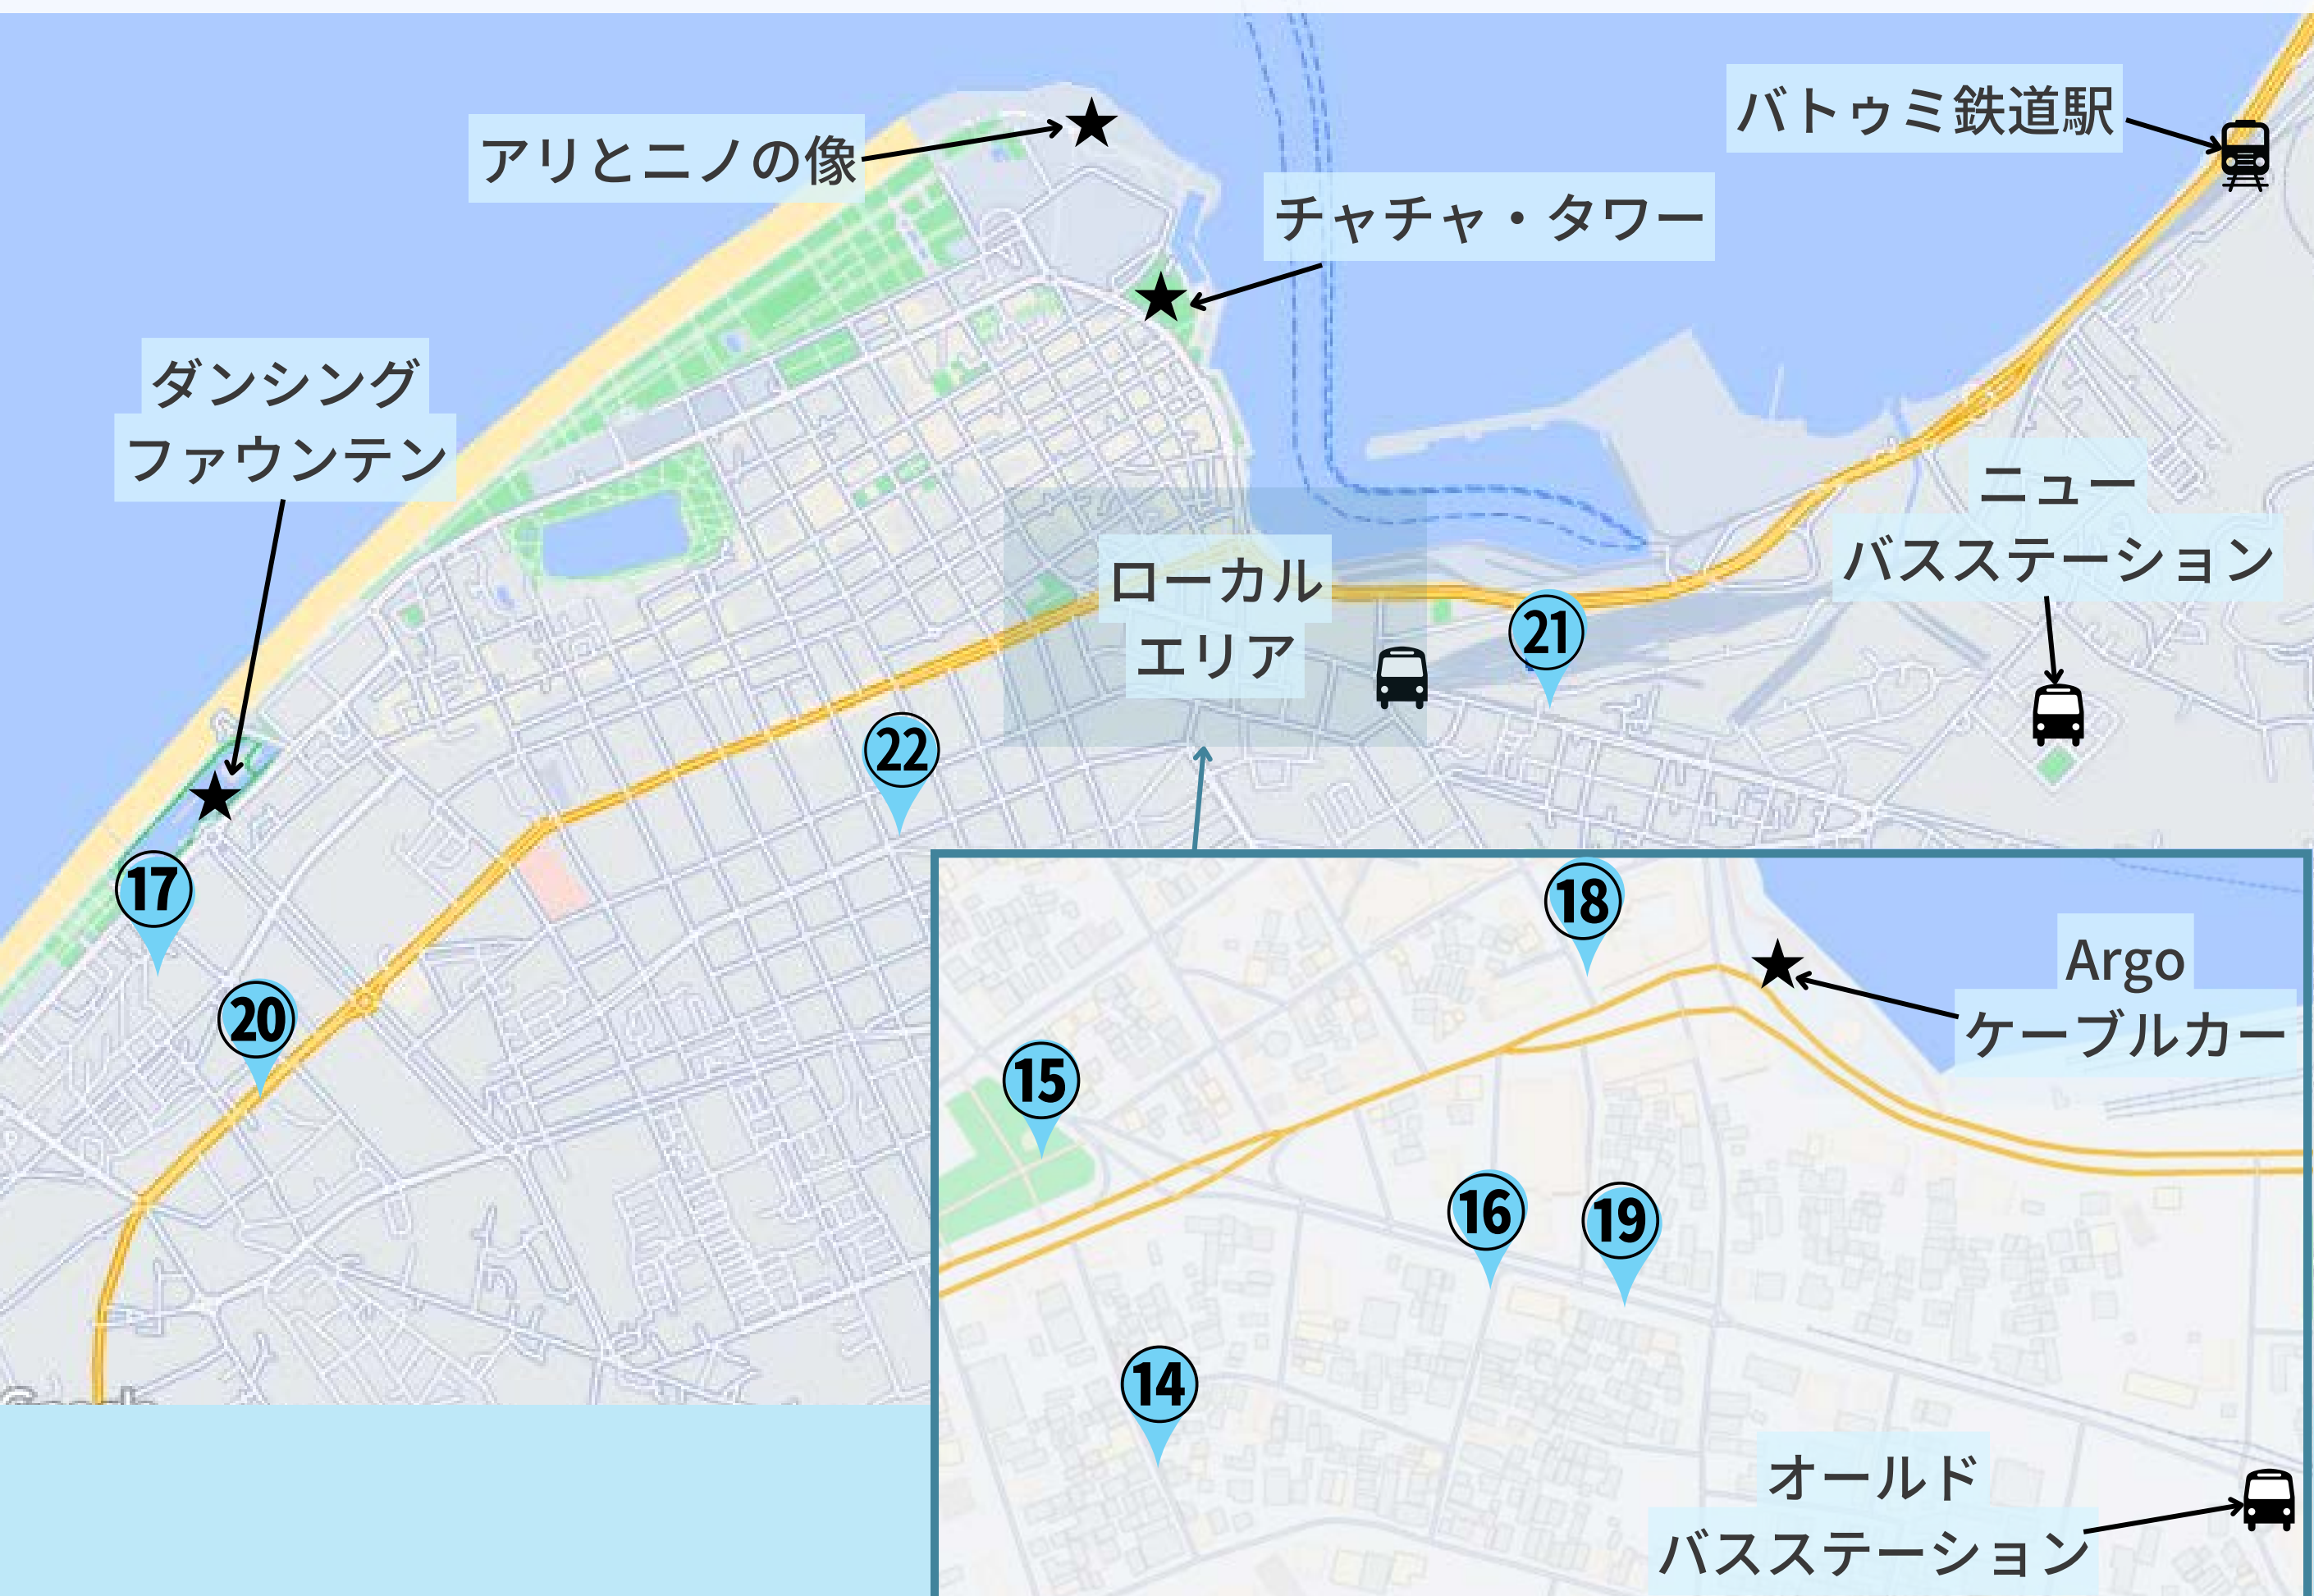 アリとニノの像
バトゥミ鉄道駅
チャチャ・タワー
ダンシング
ファウンテン
ニュー
バスステーション
ローカル
エリア
21
22
17
20
18
Argo
ケーブルカー
15
16
19
14
オールド
バスステーション